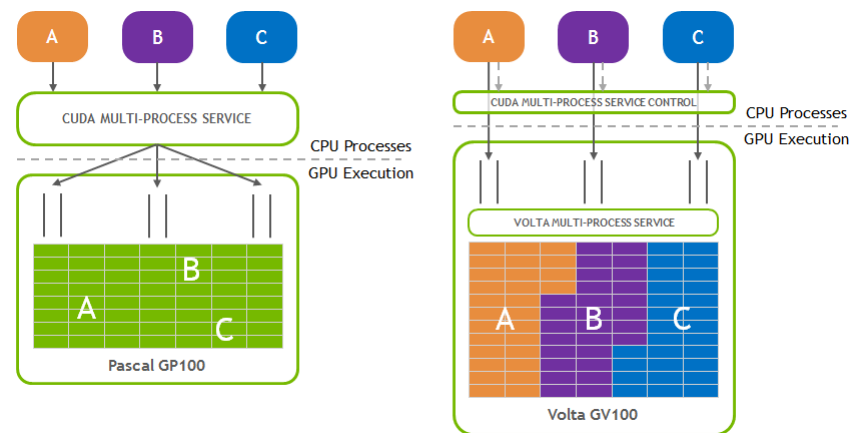 A
B
C
CUDA MULTI-PROCESS SERVICE
CPU Processes
GPU Execution
B
A
C
Pascal GP100
A
B
C
CUDA MULTI-PROCESS SERVICE CONTROL
CPU Processes
GPU Execution
VOLTA MULTI-PROCESS SERVICE
A
B
C
Volta GV100